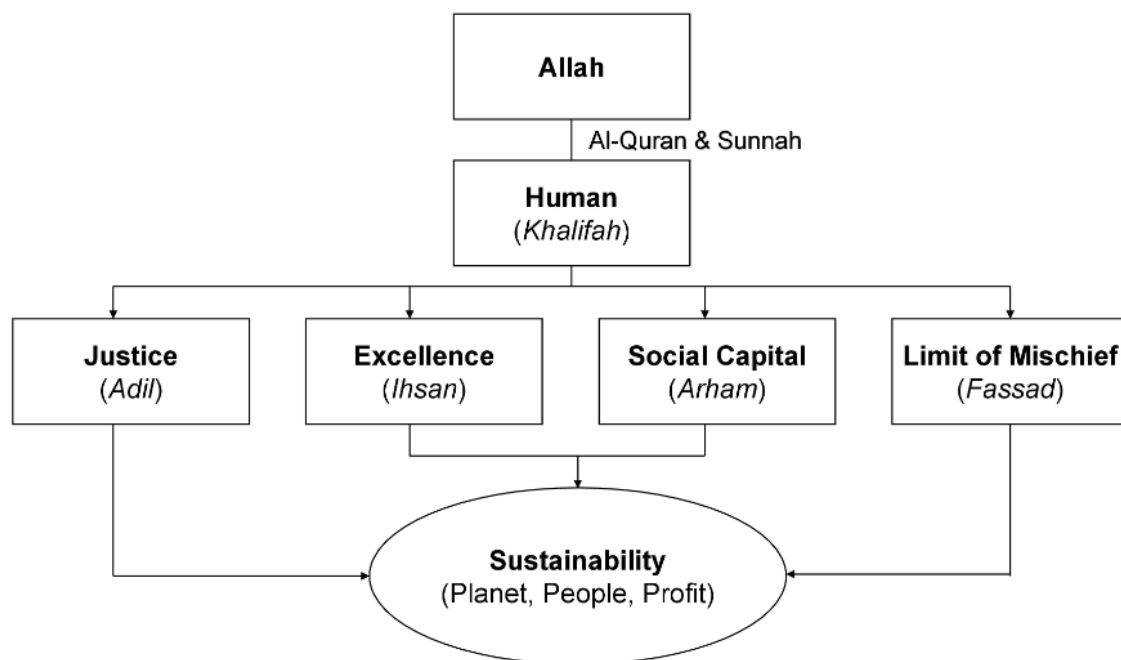 Allah
Al-Quran & Sunnah
Human
(Khalifah)
Justice
(Adil)
Excellence
(Ihsan)
Social Capital
(Arham)
Limit of Mischief
(Fassad)
Sustainability
(Planet, People, Profit)